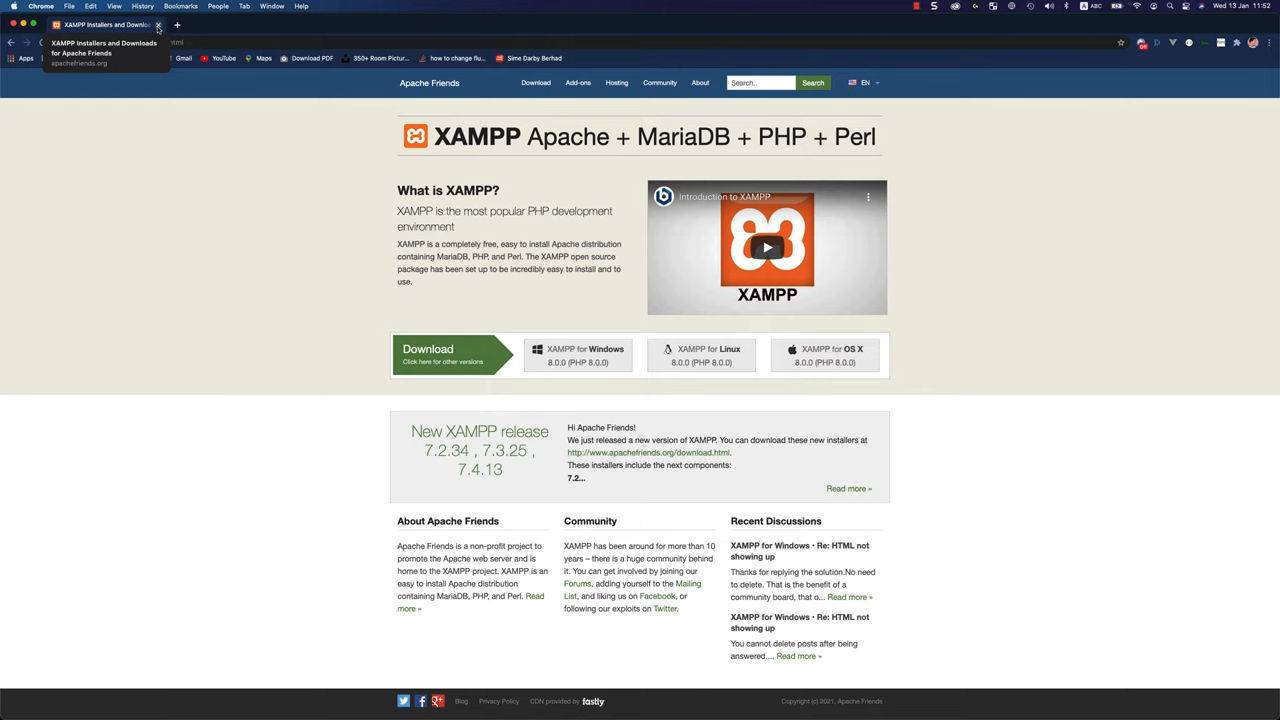 Chrome File Edit View History Bookmarks People Tab Window Help
ABC
Wed 13 Jan 11:52
XAMPP Installers and Downloa
XAMPP Installers and Downloads
for Apache Friends
apachefriends.org
html
Apps
Gmail
YouTube
Maps
Download PDF
350+ Room Pictur...
how to change flu...
Sime Darby Berhad
Apache Friends
Download Add-ons Hosting Community About
Search..
Search
EN
XAMPP Apache + MariaDB + PHP + Perl
What is XAMPP?
XAMPP is the most popular PHP development
environment
XAMPP is a completely free, easy to install Apache distribution
containing MariaDB, PHP, and Perl. The XAMPP open source
package has been set up to be incredibly easy to install and to
use.
Introduction to XAMPP
XAMPP
Download
Click here for other versions
XAMPP for Windows
8.0.0 (PHP 8.0.0)
XAMPP for Linux
8.0.0 (PHP 8.0.0)
XAMPP for OS X
8.0.0 (PHP 8.0.0)
New XAMPP release
7.2.34 , 7.3.25 ,
7.4.13
Hi Apache Friends!
We just released a new version of XAMPP. You can download these new installers at
http://www.apachefriends.org/download.html.
These installers include the next components:
7.2...
Read more »
About Apache Friends
Apache Friends is a non-profit project to
promote the Apache web server and is
home to the XAMPP project. XAMPP is an
easy to install Apache distribution
containing MariaDB, PHP, and Perl. Read
more »
Community
XAMPP has been around for more than 10
years – there is a huge community behind
it. You can get involved by joining our
Forums, adding yourself to the Mailing
List, and liking us on Facebook, or
following our exploits on Twitter.
Recent Discussions
XAMPP for Windows • Re: HTML not
showing up
Thanks for replying the solution.No need
to delete. That is the benefit of a
community board, that o... Read more »
XAMPP for Windows • Re: HTML not
showing up
You cannot delete posts after being
answered.... Read more »
Blog
Privacy Policy
CDN provided by fastly
Copyright (c) 2021, Apache Friends